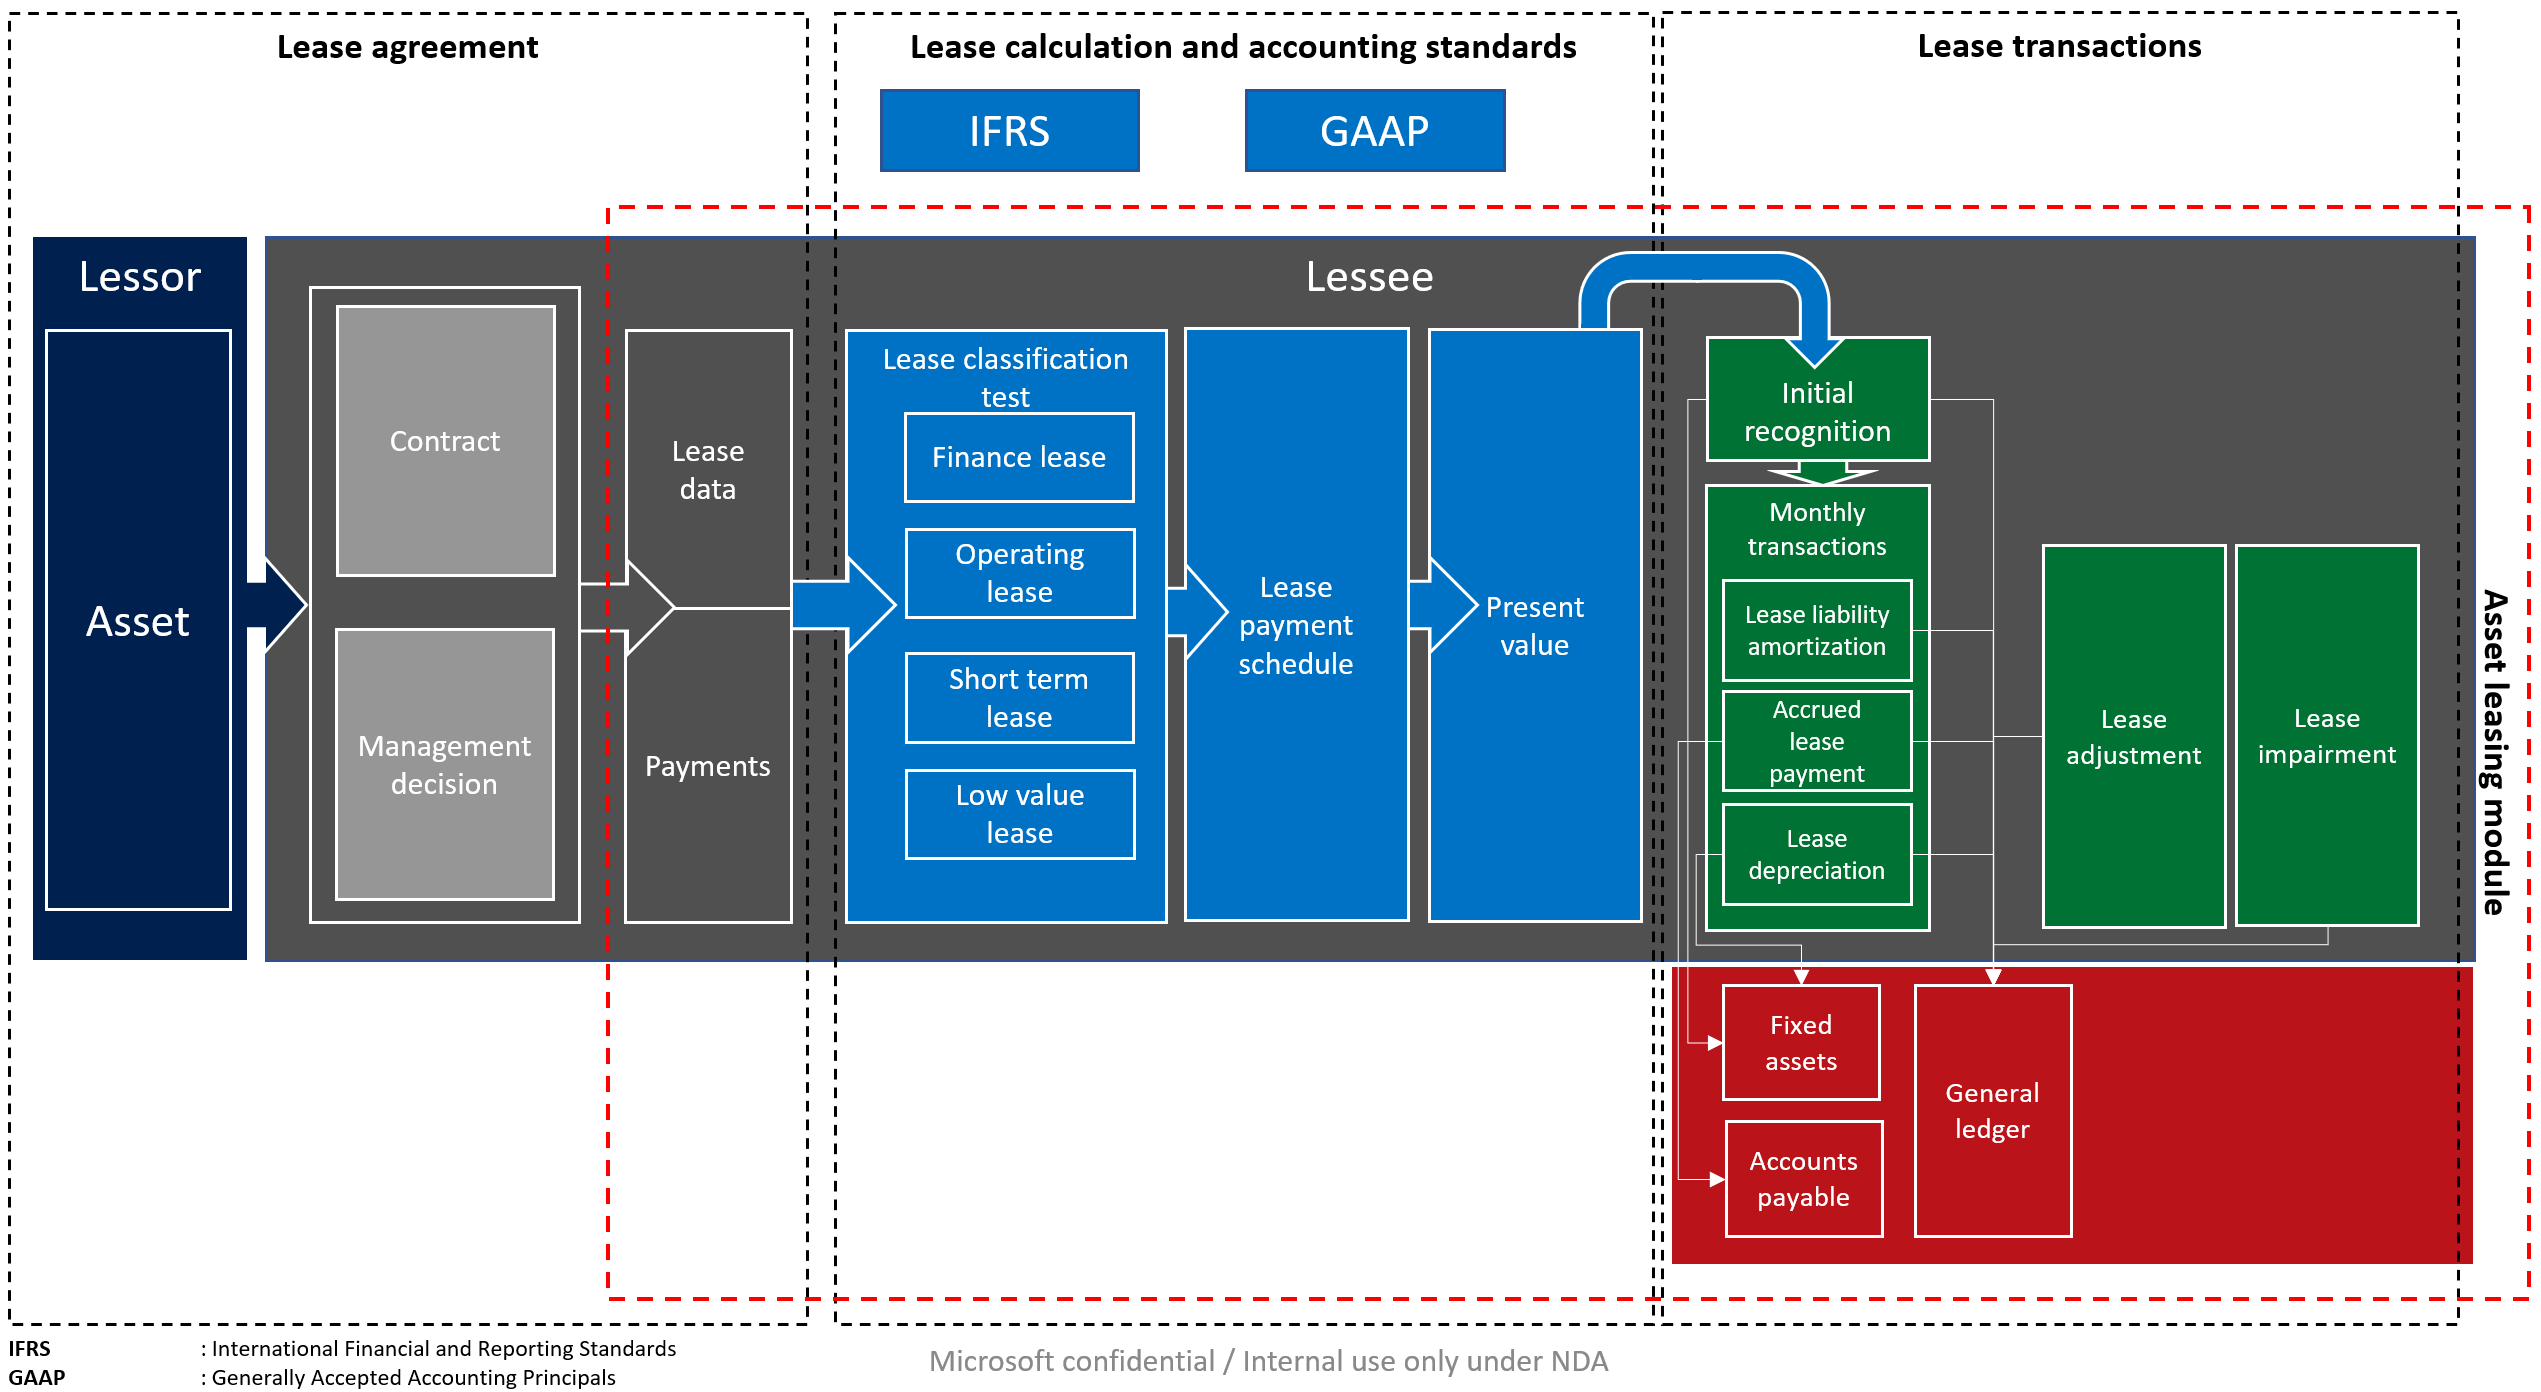 Lease agreement
Lease calculation and accounting standards
Lease transactions
IFRS
GAAP
Lessor
Asset
Lessee
Contract
Management
decision
Lease
data
Payments
Lease classification
test
Finance lease
Operating
lease
Short term
lease
Low value
lease
Lease
payment
schedule
Present
value
Initial
recognition
Monthly
transactions
Lease liability
amortization
Accrued
lease
payment
Lease
depreciation
Lease
adjustment
Lease
impairment
Asset leasing module
Fixed
assets
Accounts
payable
General
ledger
IFRS : International Financial and Reporting Standards
GAAP : Generally Accepted Accounting Principals
Microsoft confidential / Internal use only under NDA